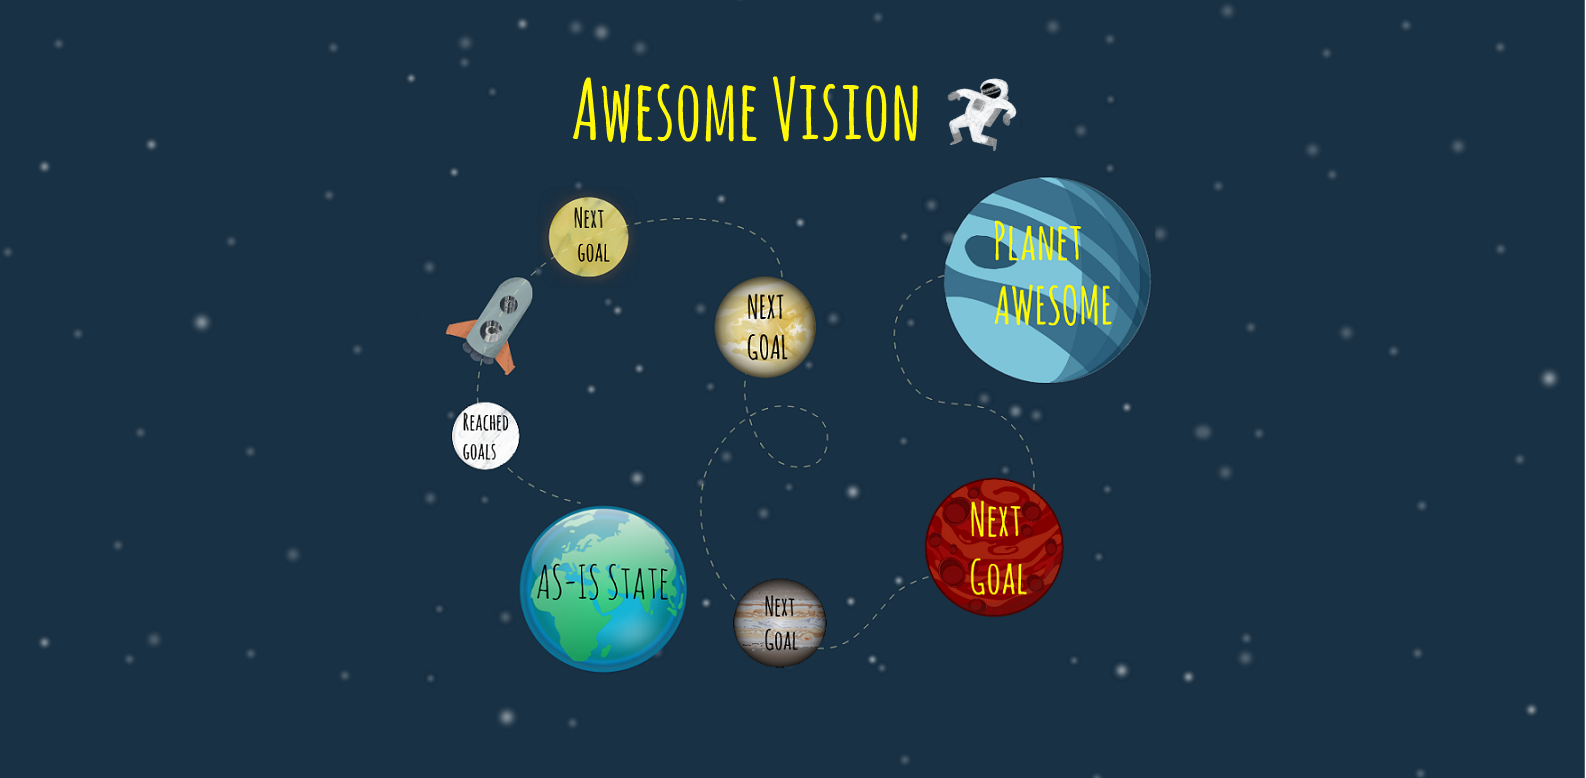 Awesome Vision
Next
goal
Next
goal
Planet
awesome
Reached
goals
AS-IS State
Next
Goal
Next
Goal